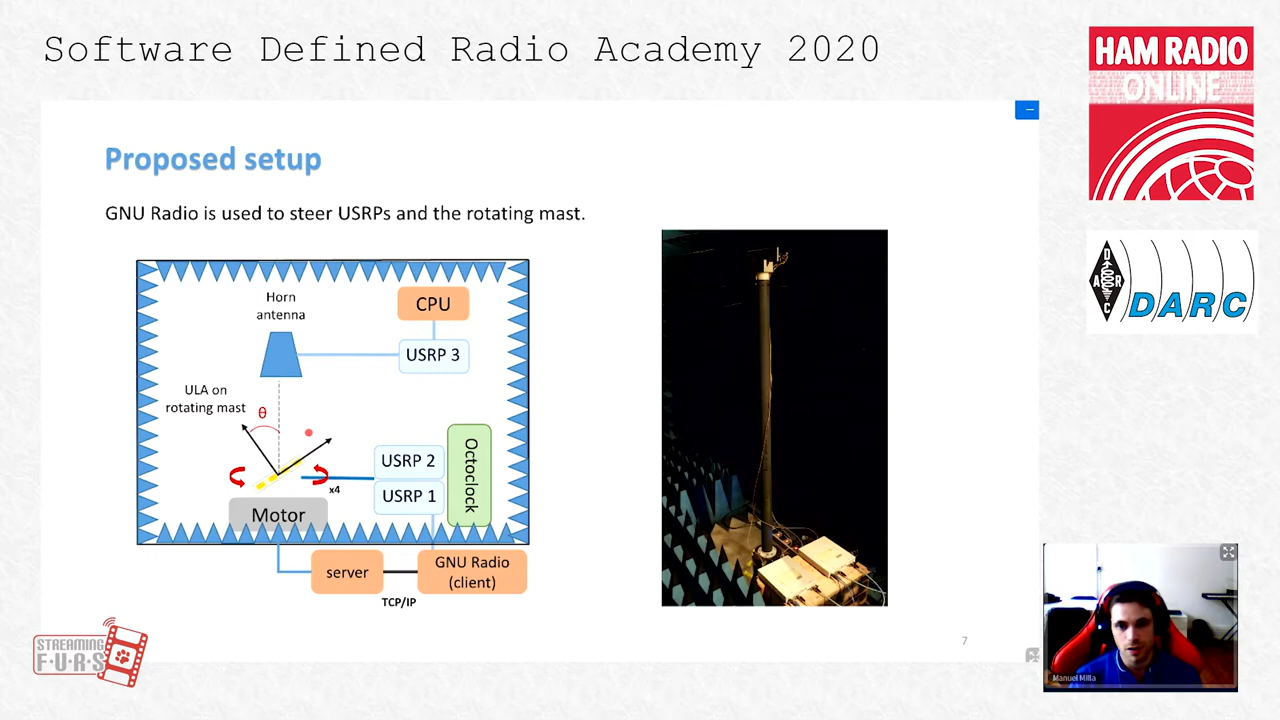 Software Defined Radio Academy 2020
HAM RADIO
ONLINE
Proposed setup
GNU Radio is used to steer USRPs and the rotating mast.
Horn
antenna
CPU
USRP 3
ULA on
rotating mast
θ
USRP 2
USRP 1
x4
Octoclock
Motor
server
GNU Radio
(client)
TCP/IP
7
D
A R
C
DARC
STREAMING
F·U·R·S
Manuel Milla